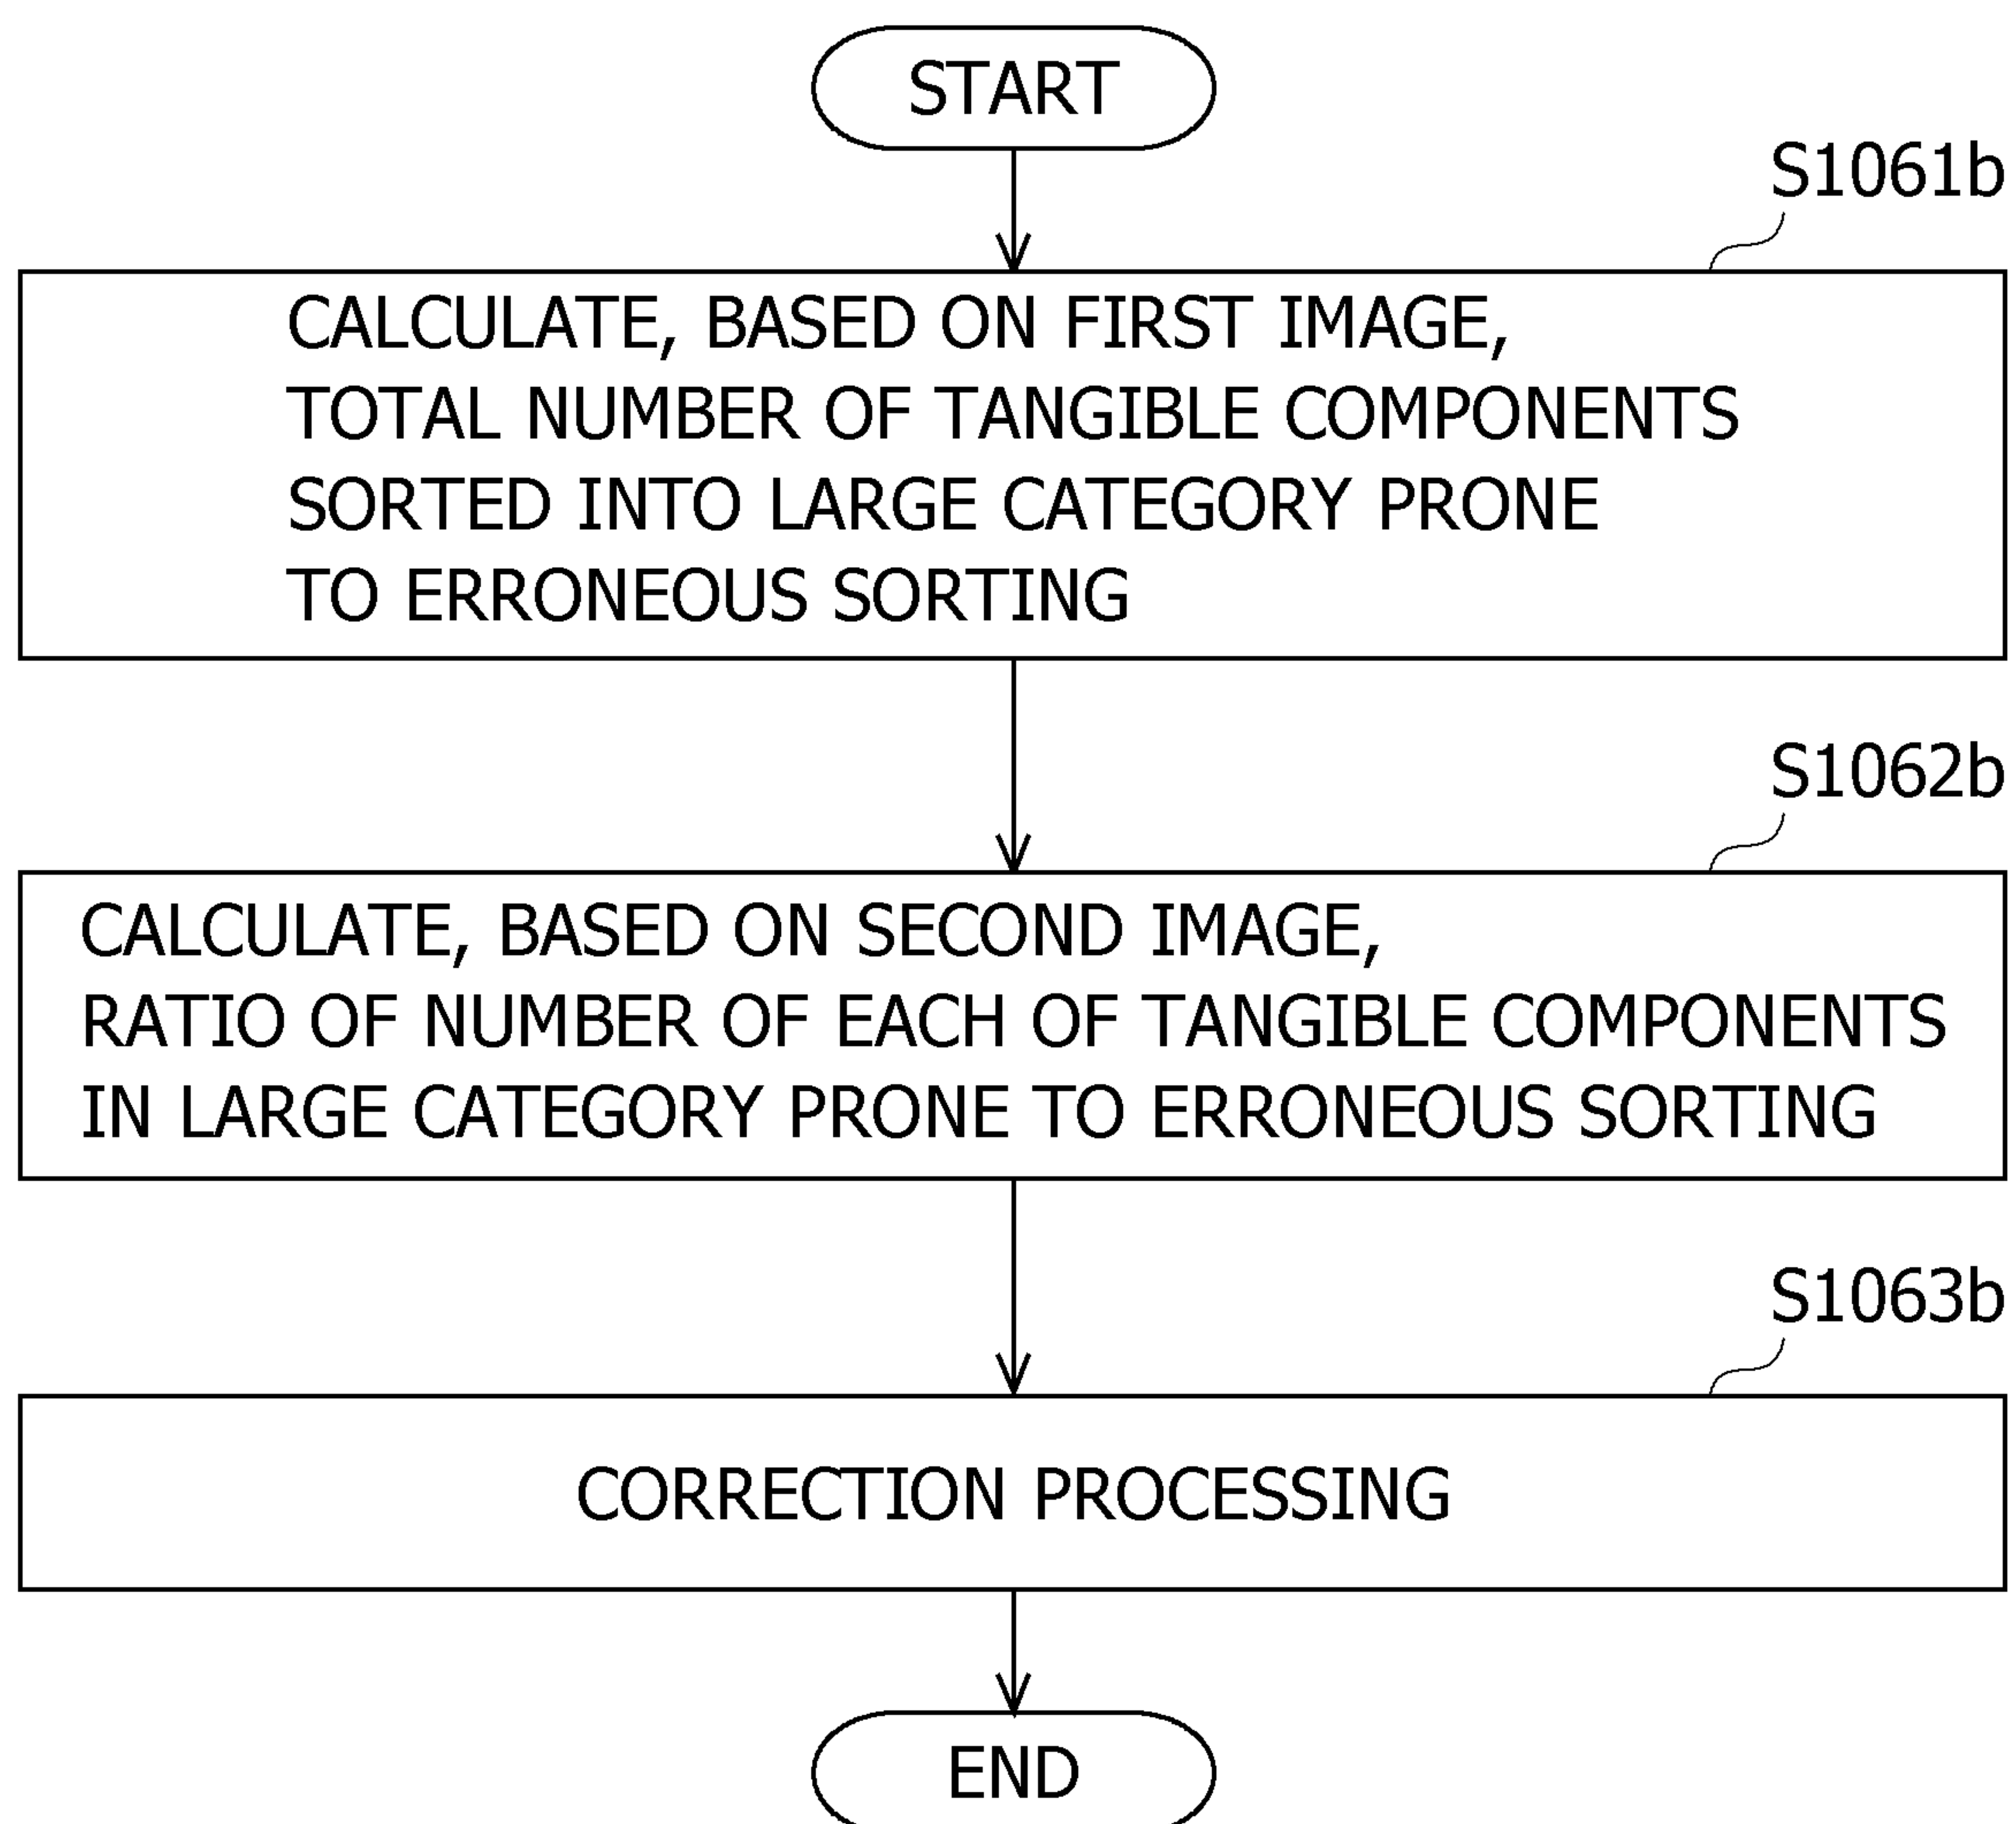 START
S1061b
CALCULATE, BASED ON FIRST IMAGE,
TOTAL NUMBER OF TANGIBLE COMPONENTS
SORTED INTO LARGE CATEGORY PRONE
TO ERRONEOUS SORTING
S1062b
CALCULATE, BASED ON SECOND IMAGE,
RATIO OF NUMBER OF EACH OF TANGIBLE COMPONENTS
IN LARGE CATEGORY PRONE TO ERRONEOUS SORTING
S1063b
CORRECTION PROCESSING
END